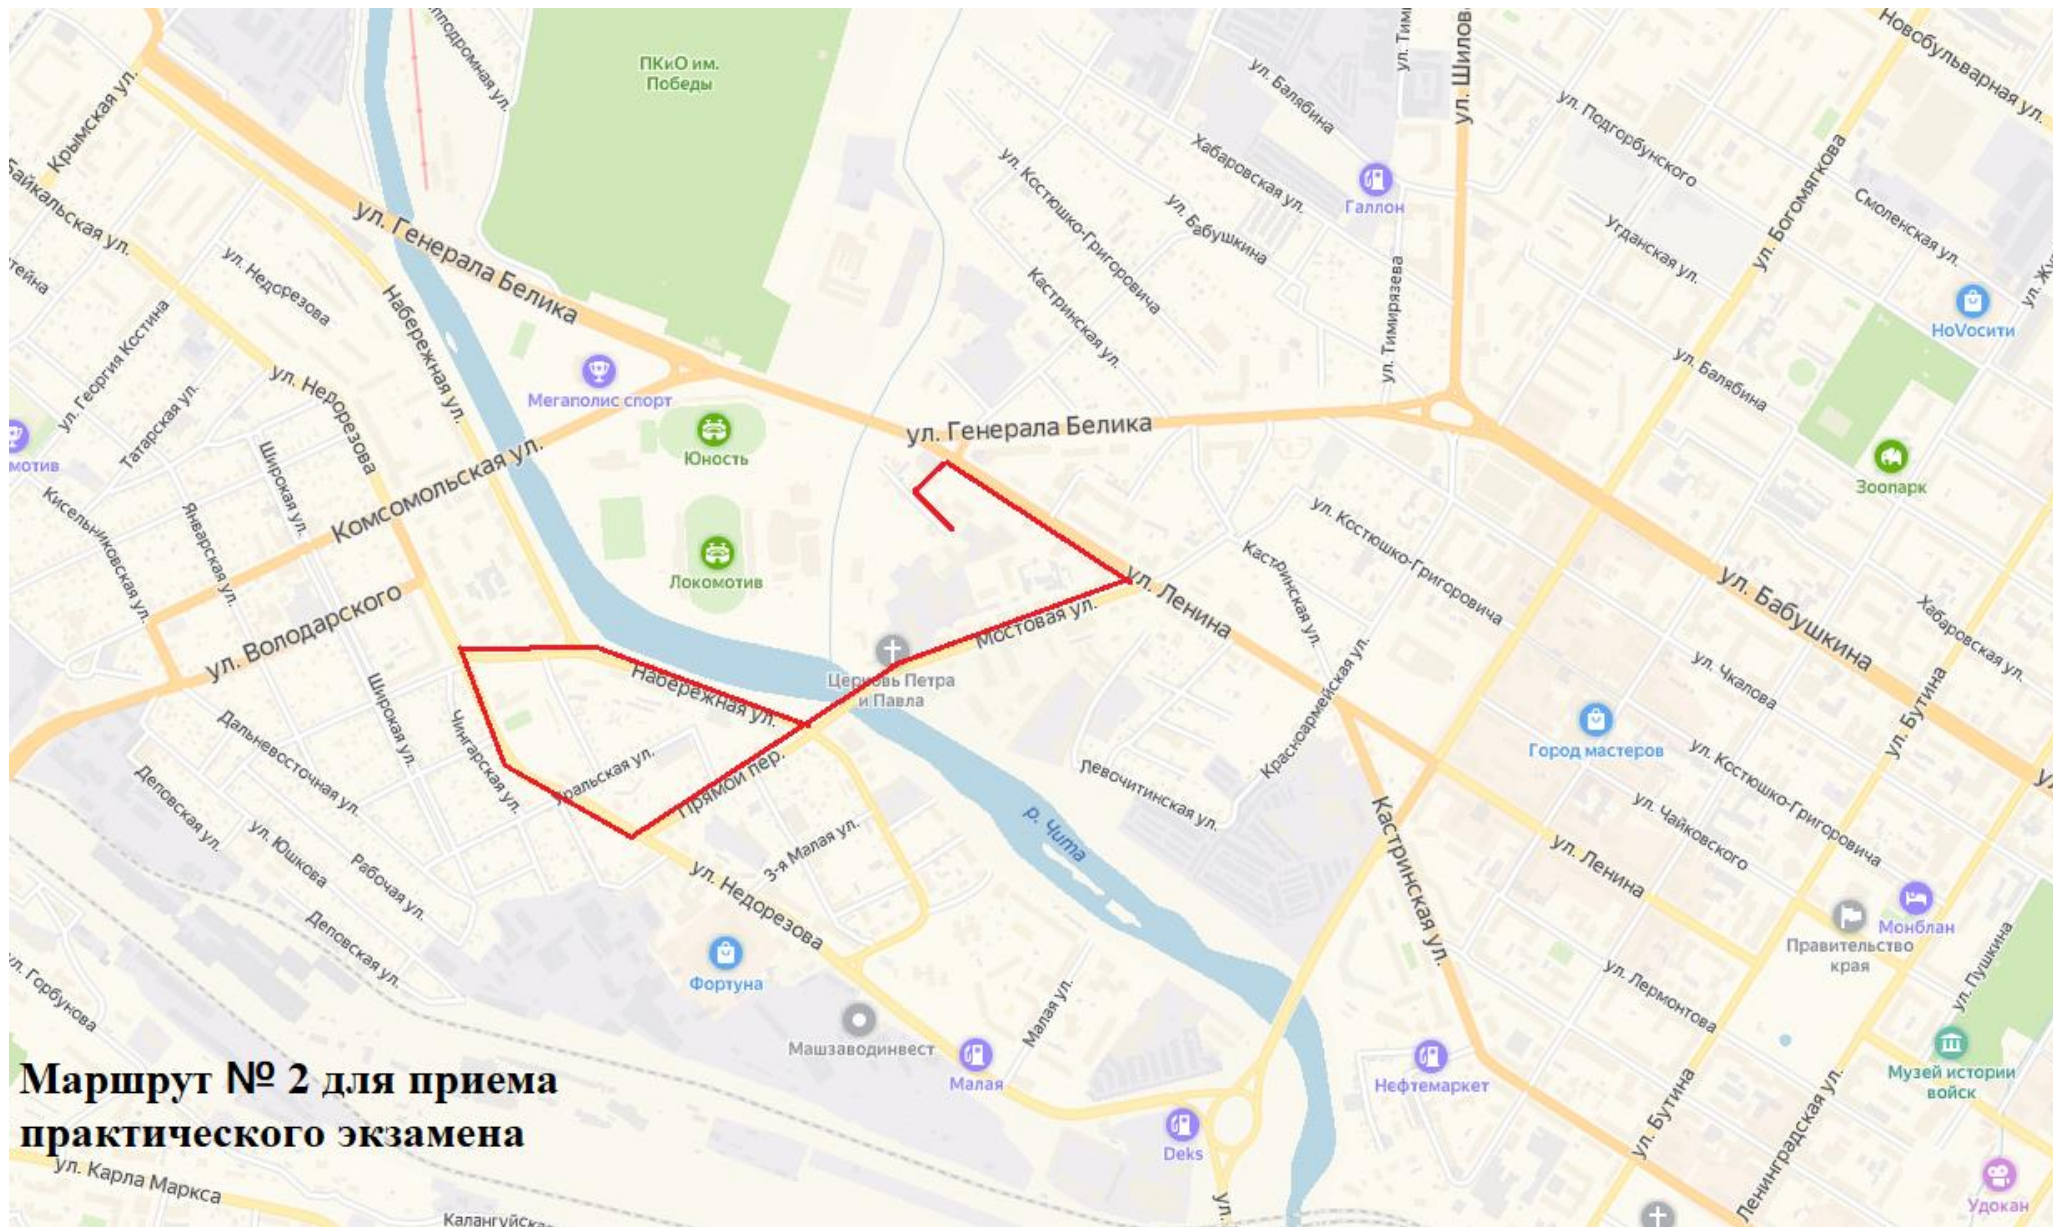 ПКиО им.
Победы
Новобульварная ул.
ул. Шилов
ул. Тими
ул. Балябина
ул. Подгорбунского
Крымская ул.
Хабаровская ул.
Галлон
ул. Богомягкова
Смоленская ул.
ул. Костюшко-Григоровича
ул. Бабушкина
Угданская ул.
Байкальская ул.
ул. Генерала Белика
ул. Недорезова
Набережная ул.
Кастринская ул.
ул. Тимирязева
НоVосити
ул. Георгия Костина
Татарская ул.
ул. Недорезова
Мегаполис спорт
Юность
ул. Генерала Белика
ул. Балябина
Зоопарк
мотив
Широкая ул.
Комсомольская ул.
Кисельниковская ул.
Январская ул.
Локомотив
ул. Костюшко-Григоровича
Кастринская ул.
ул. Ленина
ул. Бабушкина
Хабаровская ул.
ул. Володарского
Мостовая ул.
Церковь Петра
и Павла
Набережная ул.
Красноармейская ул.
ул. Чкалова
ул. Бутина
Широкая ул.
Дальневосточная ул.
Чингарская ул.
Уральская ул.
Прямой пер.
Левочитинская ул.
Город мастеров
ул. Костюшко-Григоровича
Деповская ул.
ул. Юшкова
Рабочая ул.
3-я Малая ул.
р. Чита
Кастринская ул.
ул. Чайковского
ул. Ленина
ул. Недорезова
Деповская ул.
Фортуна
Монблан
Правительство
края
ул. Пушкина
ул. Горбунова
ул. Лермонтова
Малая ул.
Машзаводинвест
Малая
Нефтемаркет
Музей истории
войск
Маршрут № 2 для приема
практического экзамена
Deks
ул. Бутина
Ленинградская ул.
ул. Карла Маркса
Удокан
ул.